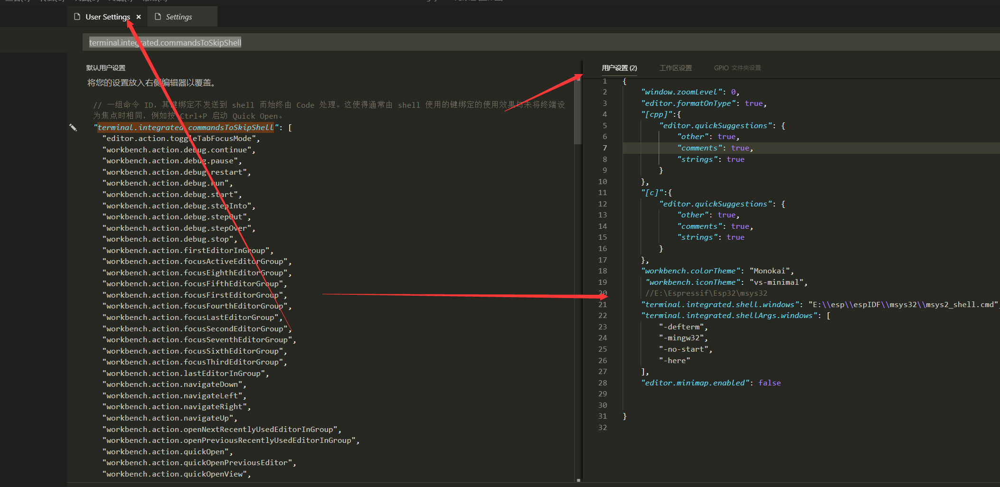 User Settings ×
Settings
terminal.integrated.commandsToSkipShell
默认用户设置
将您的设置放入右侧编辑器以覆盖。
// 一组命令 ID，其键绑定不发送到 shell 而始终由 Code 处理。这使得通常由 shell 使用的键绑定的使用效果与未将终端设
为焦点时相同，例如按 Ctrl+P 启动 Quick Open。
"terminal.integrated.commandsToSkipShell": [
"editor.action.toggleTabFocusMode",
"workbench.action.debug.continue",
"workbench.action.debug.pause",
"workbench.action.debug.restart",
"workbench.action.debug.run",
"workbench.action.debug.start",
"workbench.action.debug.stepInto",
"workbench.action.debug.stepOut",
"workbench.action.debug.stepOver",
"workbench.action.debug.stop",
"workbench.action.firstEditorInGroup",
"workbench.action.focusActiveEditorGroup",
"workbench.action.focusEighthEditorGroup",
"workbench.action.focusFifthEditorGroup",
"workbench.action.focusFirstEditorGroup",
"workbench.action.focusFourthEditorGroup",
"workbench.action.focusLastEditorGroup",
"workbench.action.focusSecondEditorGroup",
"workbench.action.focusSeventhEditorGroup",
"workbench.action.focusSixthEditorGroup",
"workbench.action.focusThirdEditorGroup",
"workbench.action.lastEditorInGroup",
"workbench.action.navigateDown",
"workbench.action.navigateLeft",
"workbench.action.navigateRight",
"workbench.action.navigateUp",
"workbench.action.openNextRecentlyUsedEditorInGroup",
"workbench.action.openPreviousRecentlyUsedEditorInGroup",
"workbench.action.quickOpen",
"workbench.action.quickOpenPreviousEditor",
"workbench.action.quickOpenView",
用户设置 (2) 工作区设置 GPIO 文件夹设置
1 {
2 "window.zoomLevel": 0,
3 "editor.formatOnType": true,
4 "[cpp]":{
5 "editor.quickSuggestions": {
6 "other": true,
7 "comments": true,
8 "strings": true
9 }
10 },
11 "[c]":{
12 "editor.quickSuggestions": {
13 "other": true,
14 "comments": true,
15 "strings": true
16 }
17 },
18 "workbench.colorTheme": "Monokai",
19 "workbench.iconTheme": "vs-minimal",
20 //E:\Espressif\Esp32\msys32
21 "terminal.integrated.shell.windows": "E:\\esp\\espIDF\\msys32\\msys2_shell.cmd",
22 "terminal.integrated.shellArgs.windows": [
23 "-defterm",
24 "-mingw32",
25 "-no-start",
26 "-here"
27 ],
28 "editor.minimap.enabled": false
29
30
31 }
32